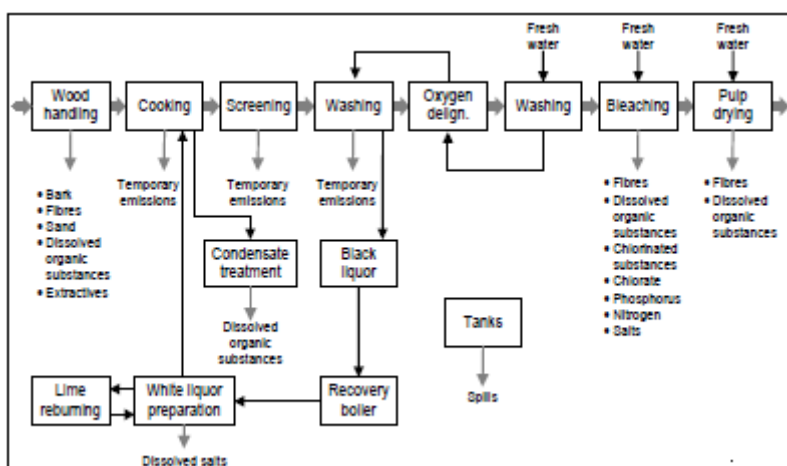 Fresh
water
Fresh
water
Fresh
water
Wood
handling
Cooking
Screening
Washing
Oxygen
delign.
Washing
Bleaching
Pulp
drying
Temporary
emissions
Temporary
emissions
Temporary
emissions
• Bark
• Fibres
• Sand
• Dissolved
organic
substances
• Extractives
• Fibres
• Dissolved
organic
substances
• Chlorinated
substances
• Chlorate
• Phosphorus
• Nitrogen
• Salts
• Fibres
• Dissolved
organic
substances
Condensate
treatment
Black
liquor
Dissolved
organic
substances
Tanks
Spills
Lime
reburning
White liquor
preparation
Recovery
boiler
Dissolved salts